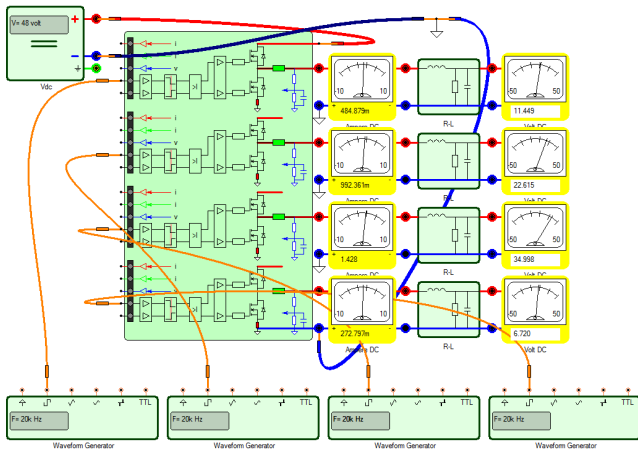 V= 48 volt
+
−
Vdc
i
i
v
484.879m
Ampere DC
R-L
11.449
Volt DC
-10 10
-50 50
i
i
v
992.361m
Ampere DC
R-L
22.615
Volt DC
-10 10
-50 50
i
i
v
1.428
Ampere DC
R-L
34.998
Volt DC
-10 10
-50 50
i
i
v
272.797m
Ampere DC
R-L
6.720
Volt DC
-10 10
-50 50
TTL
TTL
TTL
TTL
F= 20k Hz
F= 20k Hz
F= 20k Hz
F= 20k Hz
Waveform Generator
Waveform Generator
Waveform Generator
Waveform Generator